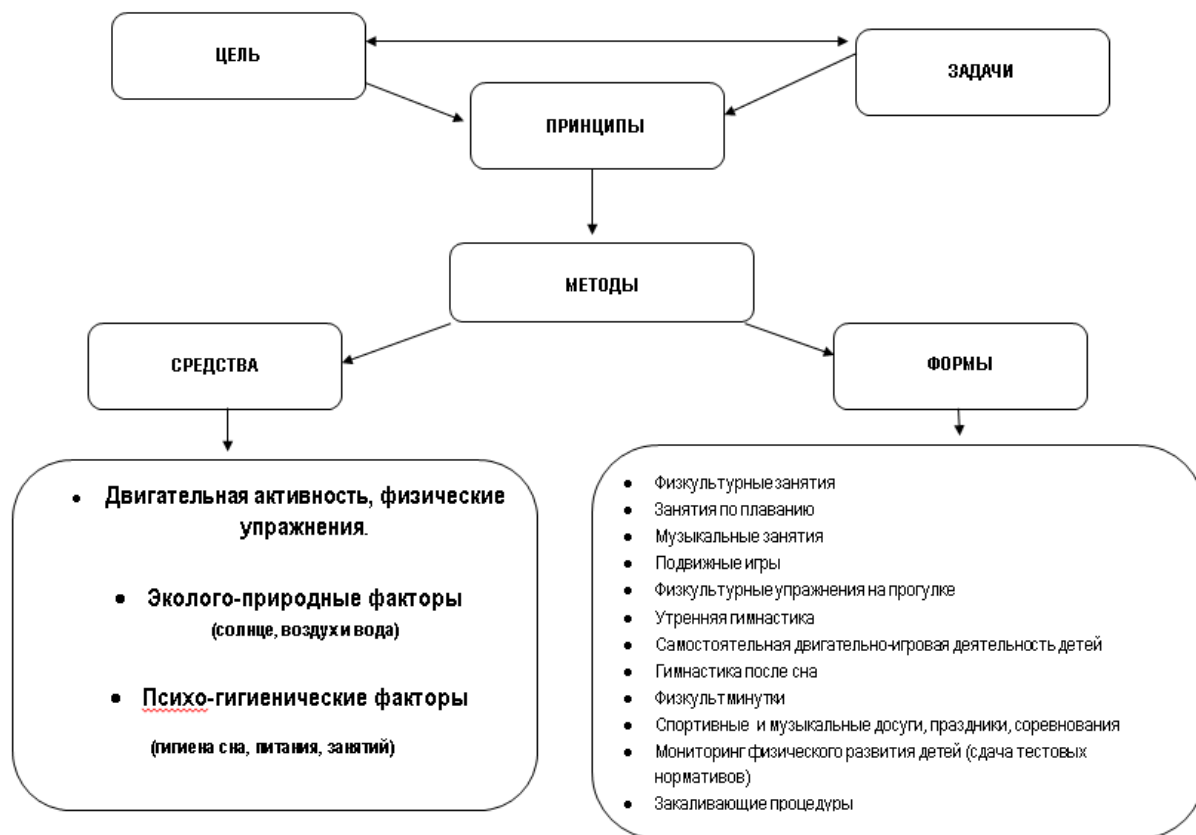 ЦЕЛЬ
ЗАДАЧИ
ПРИНЦИПЫ
МЕТОДЫ
СРЕДСТВА
ФОРМЫ
• Двигательная активность, физические
упражнения.
• Эколого-природные факторы
(солнце, воздух и вода)
• Психо-гигиенические факторы
(гигиена сна, питания, занятий)
• Физкультурные занятия
• Занятия по плаванию
• Музыкальные занятия
• Подвижные игры
• Физкультурные упражнения на прогулке
• Утренняя гимнастика
• Самостоятельная двигательно-игровая деятельность детей
• Гимнастика после сна
• Физкульт минутки
• Спортивные и музыкальные досуги, праздники, соревнования
• Мониторинг физического развития детей (сдача тестовых
нормативов)
• Закаливающие процедуры